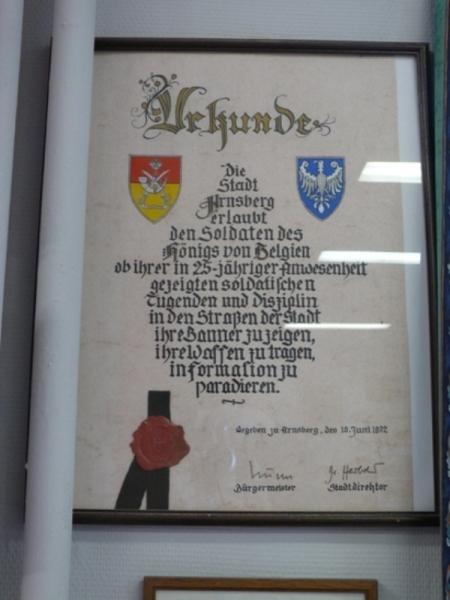 Urkunde
Die
Stadt
Arnsberg
erlaubt
den Soldaten des
Königs von Belgien
ob ihrer in 25-jähriger Anwesenheit
gezeigten soldatischen
Tugenden und Disziplin
in den Straßen der Stadt
ihre Banner zu zeigen,
ihre Waffen zu tragen,
in formation zu
paradieren.
Gegeben zu Arnsberg, den 10. Juni 1972
Bürgermeister Stadtdirektor